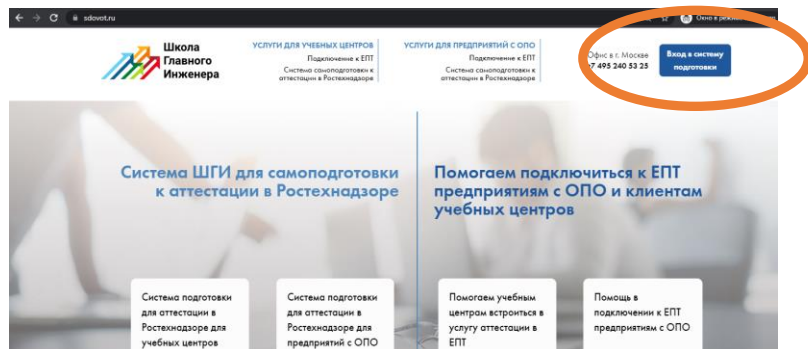 sdovot.ru
Окно в режиме
Школа
Главного
Инженера
УСЛУГИ ДЛЯ УЧЕБНЫХ ЦЕНТРОВ
Подключение к ЕПТ
Система самоподготовки к
аттестации в Ростехнадзоре
УСЛУГИ ДЛЯ ПРЕДПРИЯТИЙ С ОПО
Подключение к ЕПТ
Система самоподготовки к
аттестации в Ростехнадзоре
Офис в г. Москве
+7 495 240 53 25
Вход в систему
подготовки
Система ШГИ для самоподготовки
к аттестации в Ростехнадзоре
Помогаем подключиться к ЕПТ
предприятиям с ОПО и клиентам
учебных центров
Система подготовки
для аттестации в
Ростехнадзоре для
учебных центров
Система подготовки
для аттестации в
Ростехнадзоре для
предприятий с ОПО
Помогаем учебным
центрам встроиться в
услугу аттестации в
ЕПТ
Помощь в
подключении к ЕПТ
предприятиям с ОПО